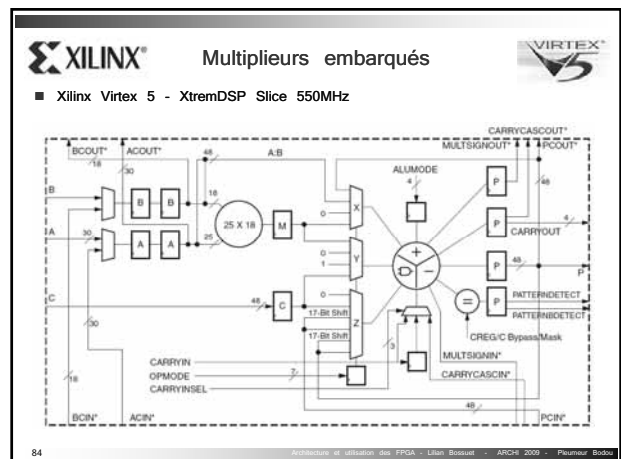 XILINX®
Multiplieurs embarqués
VIRTEX™
5
Xilinx Virtex 5 - XtremDSP Slice 550MHz
CARRYCASCOUT*
BCOUT*
ACOUT*
48
A:B
MULTSIGNOUT*
PCOUT*
18
30
ALUMODE
4
B
B
B
18
0
X
P
48
A
30
A
A
25
25 X 18
M
P
CARRYOUT
4
0
1
Y
P
48
P
C
48
C
0
17-Bit Shift
17-Bit Shift
Z
=
P
PATTERNDETECT
PATTERNBDETECT
30
3
CREG/C Bypass/Mask
CARRYIN
MULTSIGNIN*
OPMODE
7
CARRYCASCIN*
CARRYINSEL
18
48
BCIN*
ACIN*
PCIN*
84
Architecture et utilisation des FPGA - Lilian Bossuet - ARCHI 2009 - Pleumeur Bodou